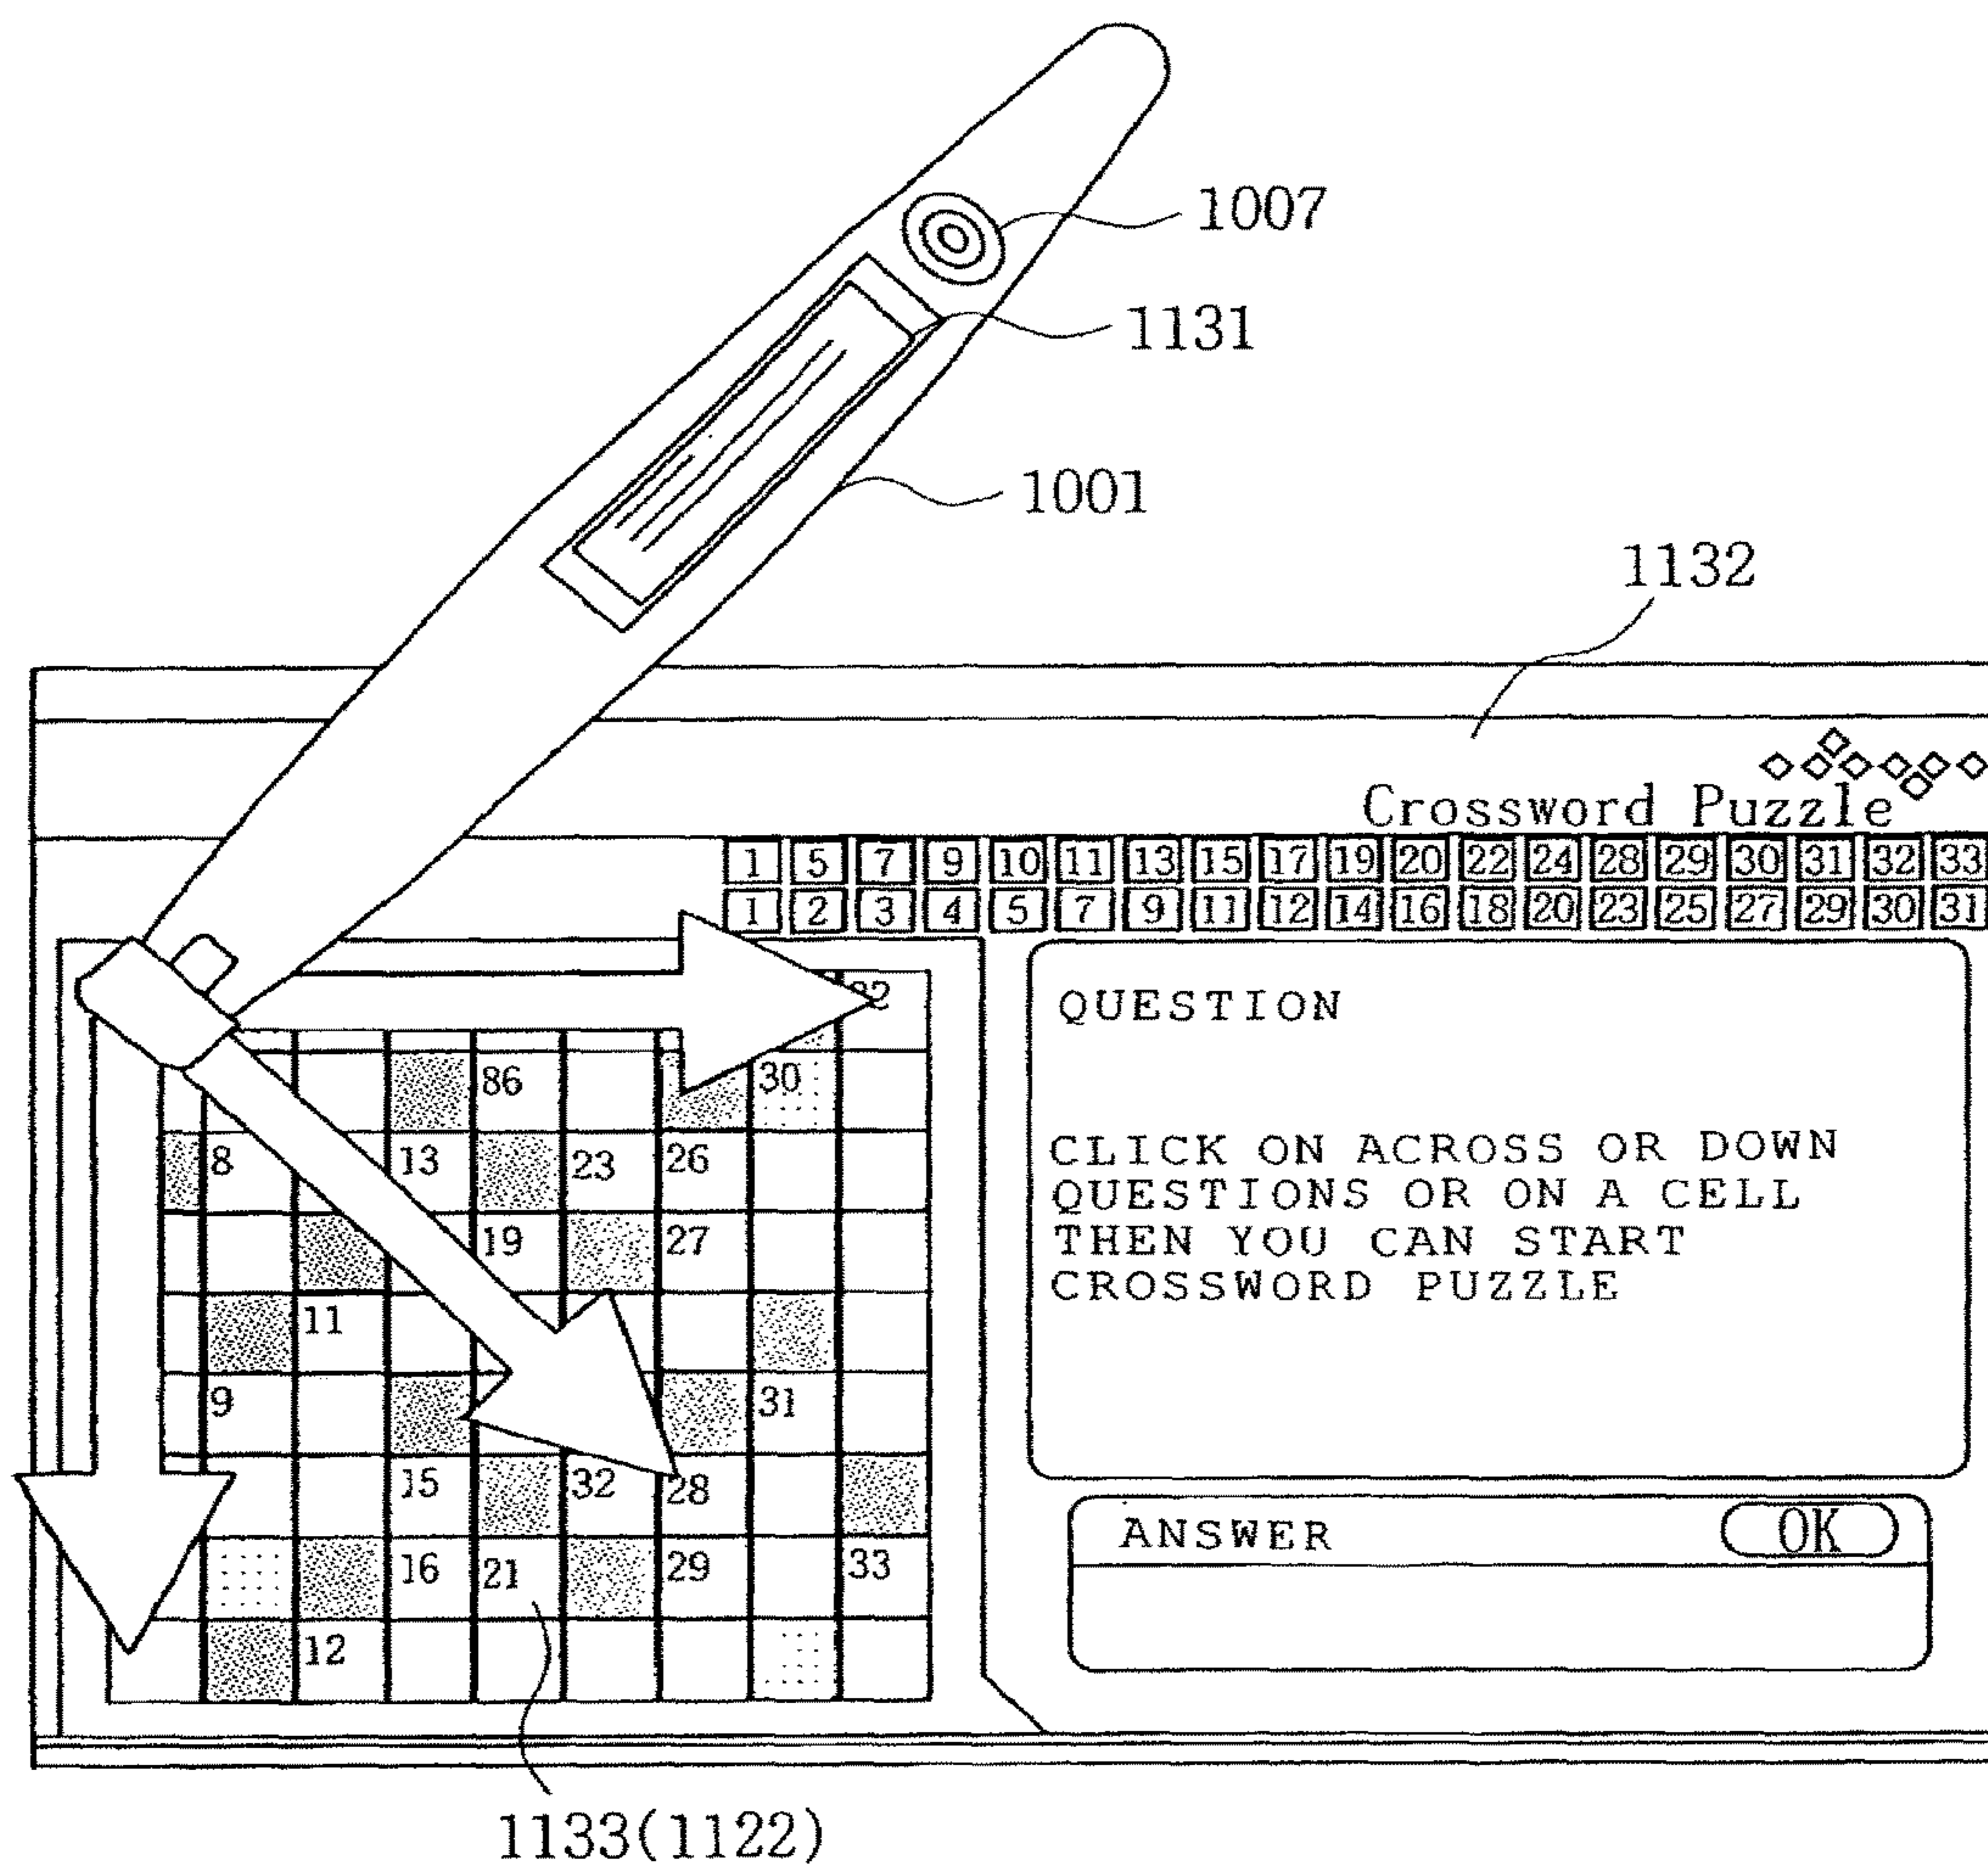 1007
1131
1001
1132
Crossword Puzzle
1 5 7 9 10 11 13 15 17 19 20 22 24 28 29 30 31 32 33
1 2 3 4 5 7 9 11 12 14 16 18 20 23 25 27 29 30 31
QUESTION
86 30
8 13 23 26
19 27
11
9 31
15 32 28
16 21 29 33
12
CLICK ON ACROSS OR DOWN
QUESTIONS OR ON A CELL
THEN YOU CAN START
CROSSWORD PUZZLE
ANSWER OK
1133(1122)